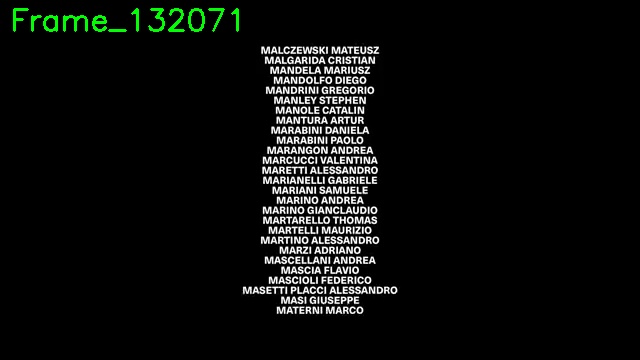 Frame_132071
MALCZEWSKI MATEUSZ
MALGARIDA CRISTIAN
MANDELA MARIUSZ
MANDOLFO DIEGO
MANDRINI GREGORIO
MANLEY STEPHEN
MANOLE CATALIN
MANTURA ARTUR
MARABINI DANIELA
MARABINI PAOLO
MARANGON ANDREA
MARCUCCI VALENTINA
MARETTI ALESSANDRO
MARIANELLI GABRIELE
MARIANI SAMUELE
MARINO ANDREA
MARINO GIANCLAUDIO
MARTARELLO THOMAS
MARTELLI MAURIZIO
MARTINO ALESSANDRO
MARZI ADRIANO
MASCELLANI ANDREA
MASCIA FLAVIO
MASCIOLI FEDERICO
MASETTI PLACCI ALESSANDRO
MASI GIUSEPPE
MATERNI MARCO